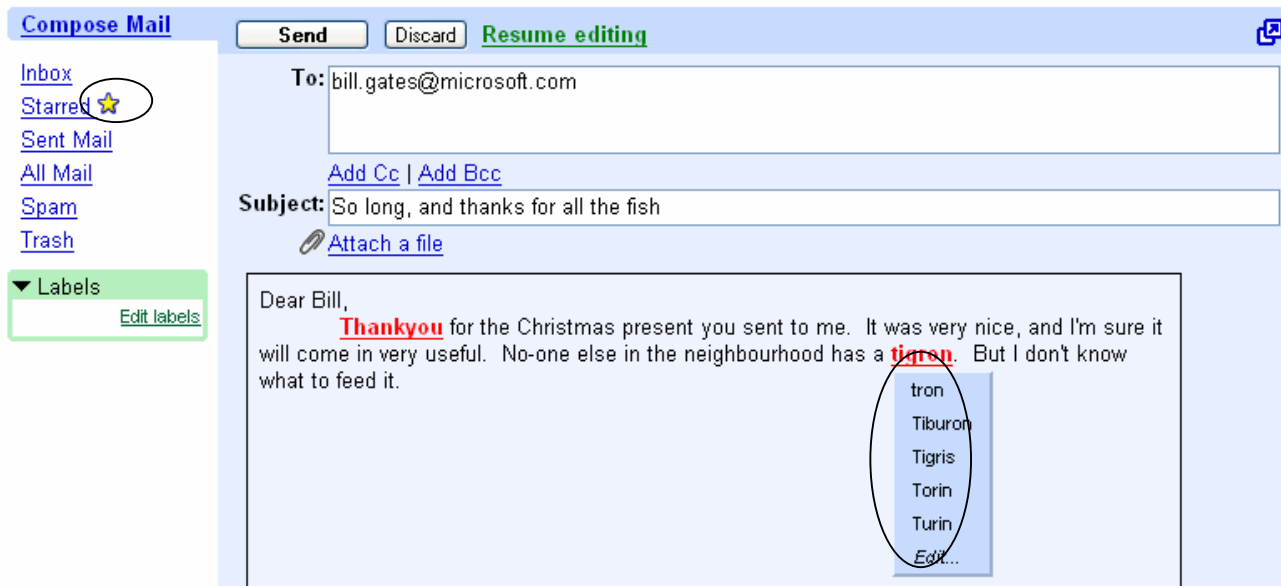 Compose Mail
Send Discard Resume editing
Inbox
Starred
Sent Mail
All Mail
Spam
Trash
Labels
Edit labels
To: bill.gates@microsoft.com
Add Cc | Add Bcc
Subject: So long, and thanks for all the fish
Attach a file
Dear Bill,
Thankyou for the Christmas present you sent to me. It was very nice, and I'm sure it
will come in very useful. No-one else in the neighbourhood has a tigron. But I don't know
what to feed it.
tron
Tiburon
Tigris
Torin
Turin
Edit...